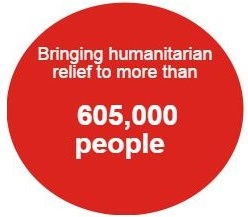 Bringing humanitarian
relief to more than
605,000
people